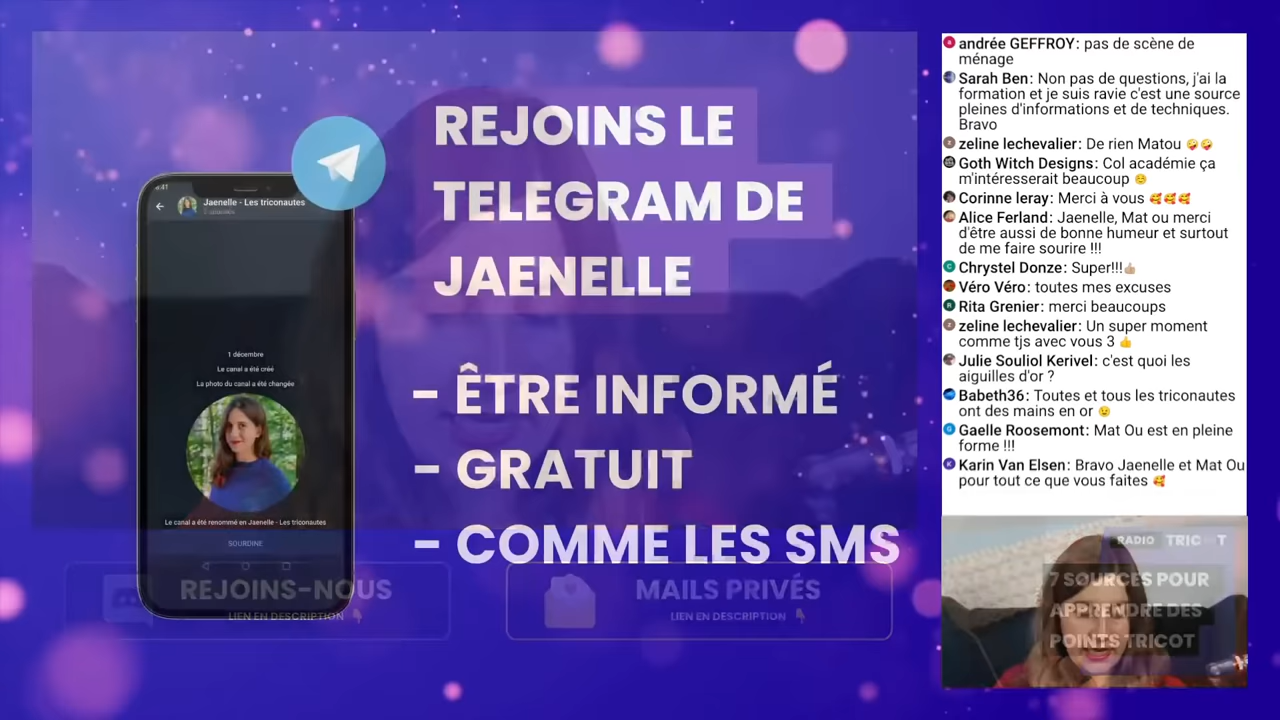 REJOINS LE
TELEGRAM DE
JAENELLE
- ÊTRE INFORMÉ
- GRATUIT
- COMME LES SMS
Jaenelle - Les triconautes
1 décembre
Le canal a été créé
La photo du canal a été changée
Le canal a été renommé en Jaenelle - Les triconautes
SOURDINE
REJOINS-NOUS
LIEN EN DESCRIPTION 👇
MAILS PRIVÉS
LIEN EN DESCRIPTION 👇
andrée GEFFROY: pas de scène de
ménage
Sarah Ben: Non pas de questions, j'ai la
formation et je suis ravie c'est une source
pleines d'informations et de techniques.
Bravo
zeline lechevalier: De rien Matou 🤪🤪
Goth Witch Designs: Col académie ça
m'intéresserait beaucoup ☺️
Corinne leray: Merci à vous 🥰🥰🥰
Alice Ferland: Jaenelle, Mat ou merci
d'être aussi de bonne humeur et surtout
de me faire sourire !!!
C Chrystel Donze: Super!!!👍🏼
Véro Véro: toutes mes excuses
R Rita Grenier: merci beaucoups
z zeline lechevalier: Un super moment
comme tjs avec vous 3 👍
Julie Souliol Kerivel: c'est quoi les
aiguilles d'or ?
Babeth36: Toutes et tous les triconautes
ont des mains en or 😉
G Gaelle Roosemont: Mat Ou est en pleine
forme !!!
K Karin Van Elsen: Bravo Jaenelle et Mat Ou
pour tout ce que vous faites 🥰
RADIO TRIC T
7 SOURCES POUR
APPRENDRE DES
POINTS TRICOT